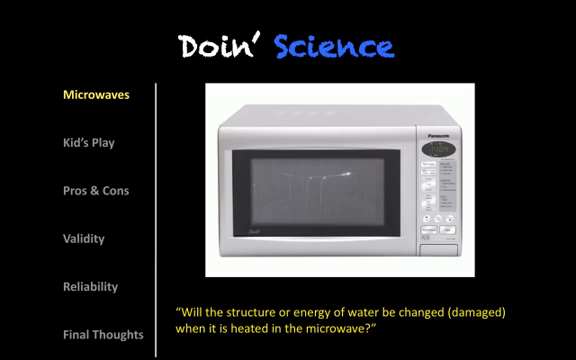 Doin' Science
Microwaves
Kid's Play
Pros & Cons
Validity
Reliability
Final Thoughts
Panasonic
“Will the structure or energy of water be changed (damaged)
when it is heated in the microwave?”